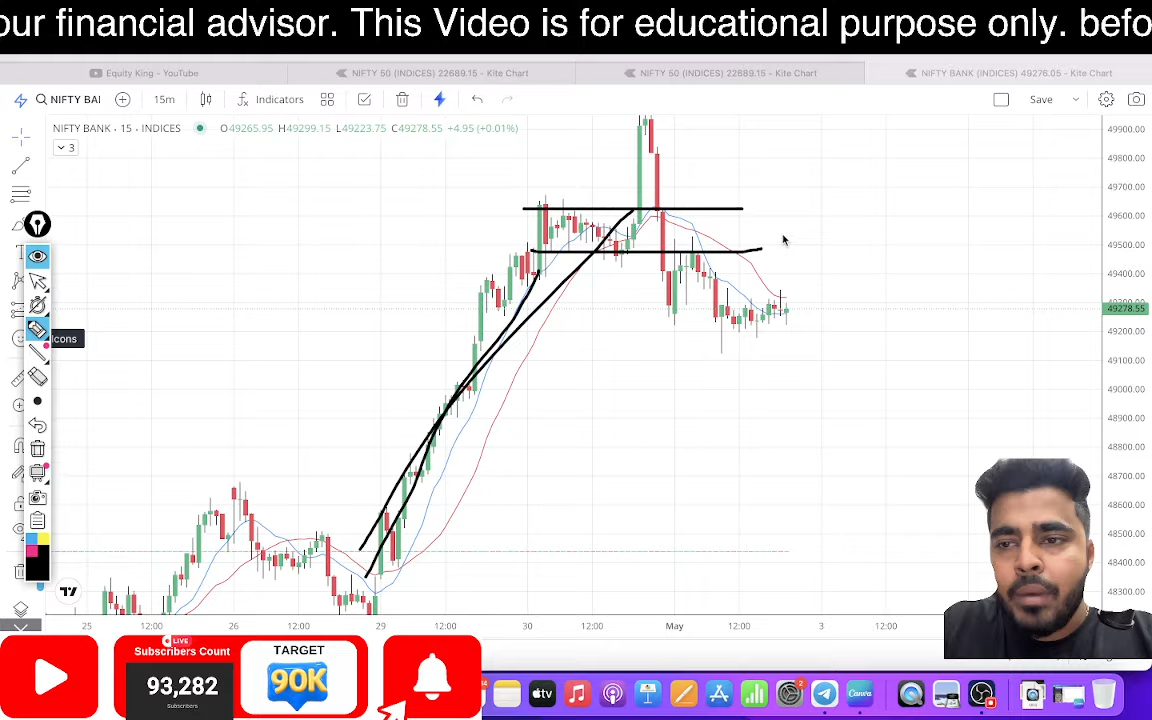 our financial advisor. This Video is for educational purpose only. befo
Equity King - YouTube
NIFTY 50 (INDICES) 22689.15 - Kite Chart
NIFTY 50 (INDICES) 22689.15 - Kite Chart
NIFTY BANK (INDICES) 49276.05 - Kite Chart
NIFTY BAI
15m
Indicators
Save
NIFTY BANK · 15 · INDICES
O49265.95 H49299.15 L49223.75 C49278.55 +4.95 (+0.01%)
3
49900.00
49800.00
49700.00
49600.00
49500.00
49400.00
49278.55
49200.00
49100.00
49000.00
48900.00
48800.00
48700.00
48600.00
48500.00
48400.00
48300.00
cons
25
12:00
26
12:00
29
12:00
30
12:00
May
12:00
3
12:00
LIVE
Subscribers Count
93,282
Subscribers
TARGET
90K
tv
2